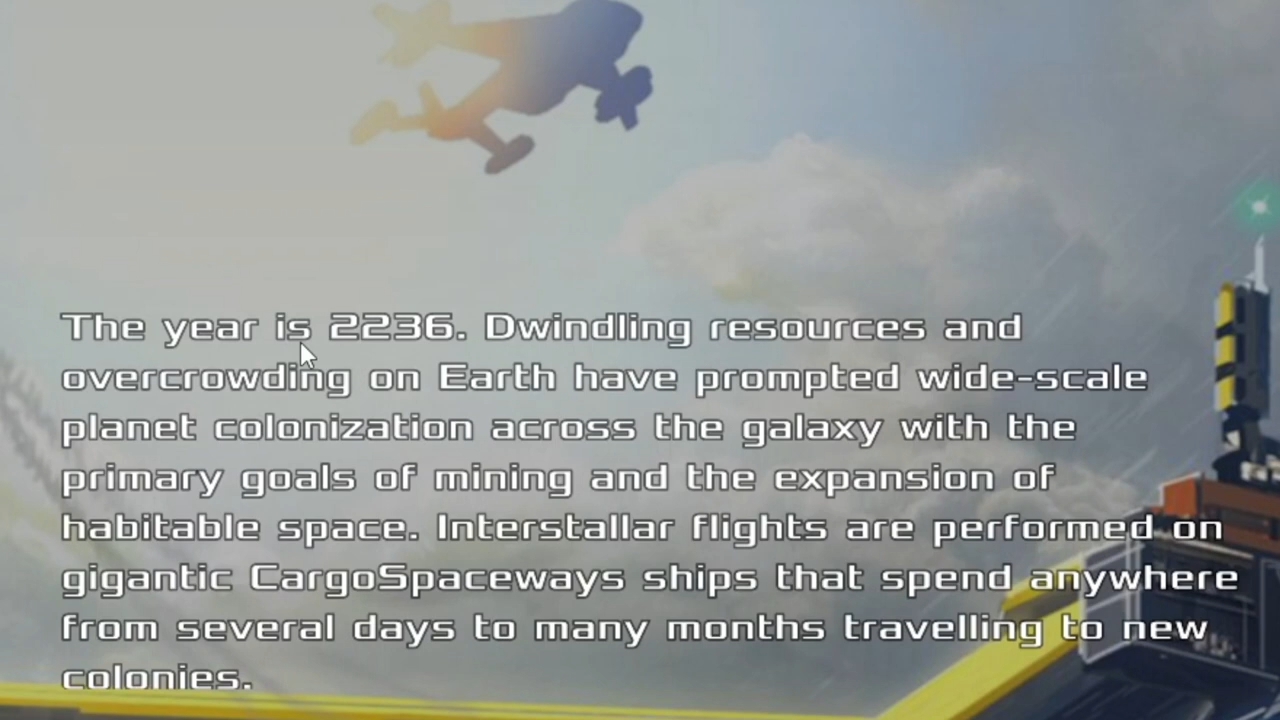 The year is 2236. Dwindling resources and
overcrowding on Earth have prompted wide-scale
planet colonization across the galaxy with the
primary goals of mining and the expansion of
habitable space. Interstallar flights are performed on
gigantic CargoSpaceways ships that spend anywhere
from several days to many months travelling to new
colonies.